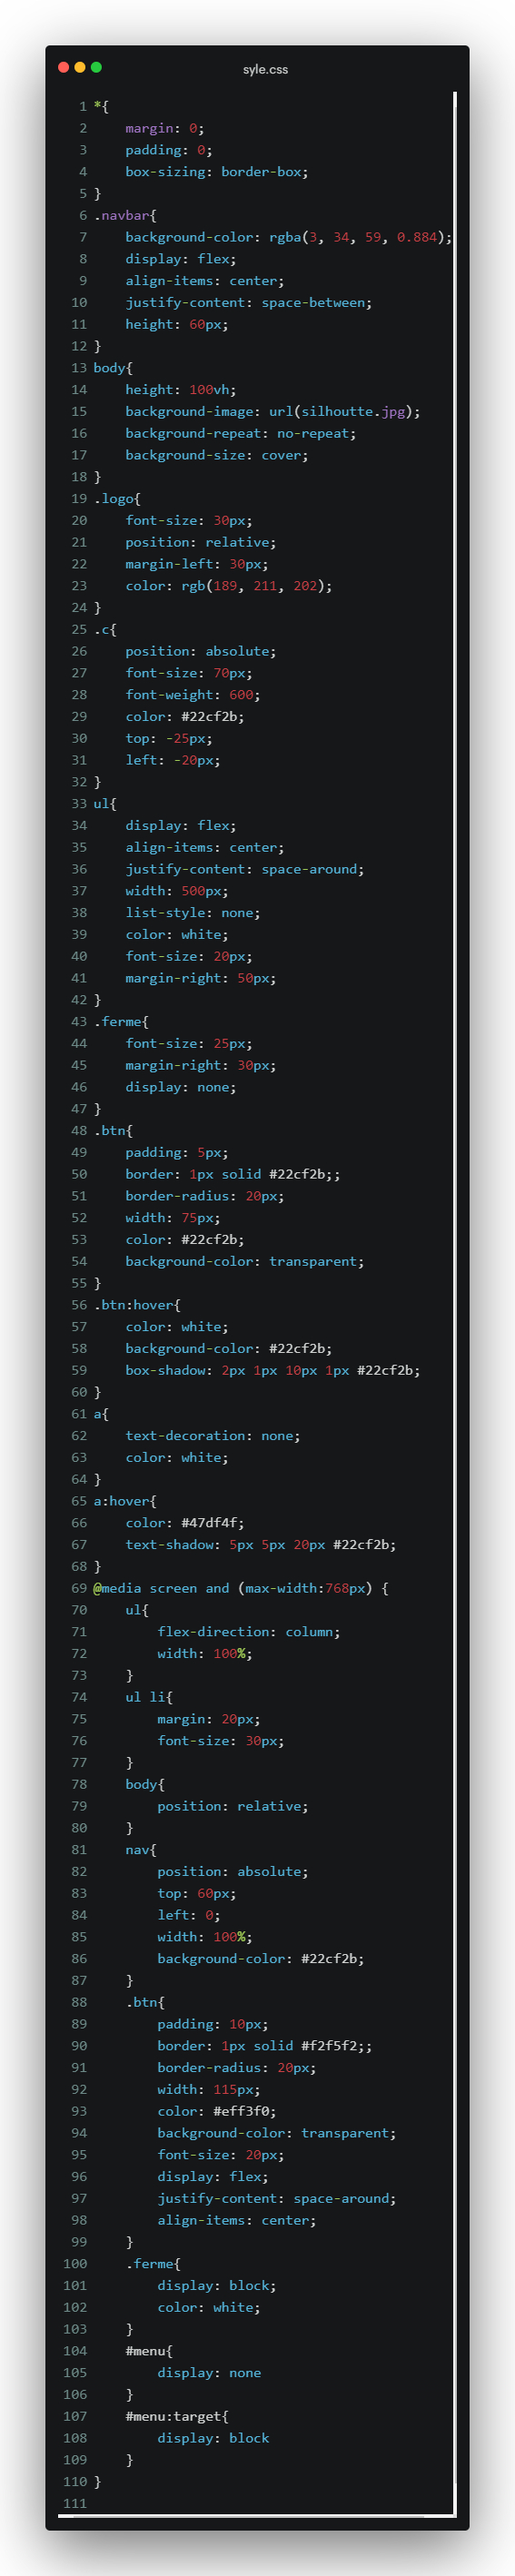 syle.css
1 *{
2     margin: 0;
3     padding: 0;
4     box-sizing: border-box;
5 }
6 .navbar{
7     background-color: rgba(3, 34, 59, 0.884);
8     display: flex;
9     align-items: center;
10     justify-content: space-between;
11     height: 60px;
12 }
13 body{
14     height: 100vh;
15     background-image: url(silhoutte.jpg);
16     background-repeat: no-repeat;
17     background-size: cover;
18 }
19 .logo{
20     font-size: 30px;
21     position: relative;
22     margin-left: 30px;
23     color: rgb(189, 211, 202);
24 }
25 .c{
26     position: absolute;
27     font-size: 70px;
28     font-weight: 600;
29     color: #22cf2b;
30     top: -25px;
31     left: -20px;
32 }
33 ul{
34     display: flex;
35     align-items: center;
36     justify-content: space-around;
37     width: 500px;
38     list-style: none;
39     color: white;
40     font-size: 20px;
41     margin-right: 50px;
42 }
43 .ferme{
44     font-size: 25px;
45     margin-right: 30px;
46     display: none;
47 }
48 .btn{
49     padding: 5px;
50     border: 1px solid #22cf2b;;
51     border-radius: 20px;
52     width: 75px;
53     color: #22cf2b;
54     background-color: transparent;
55 }
56 .btn:hover{
57     color: white;
58     background-color: #22cf2b;
59     box-shadow: 2px 1px 10px 1px #22cf2b;
60 }
61 a{
62     text-decoration: none;
63     color: white;
64 }
65 a:hover{
66     color: #47df4f;
67     text-shadow: 5px 5px 20px #22cf2b;
68 }
69 @media screen and (max-width:768px) {
70     ul{
71         flex-direction: column;
72         width: 100%;
73     }
74     ul li{
75         margin: 20px;
76         font-size: 30px;
77     }
78     body{
79         position: relative;
80     }
81     nav{
82         position: absolute;
83         top: 60px;
84         left: 0;
85         width: 100%;
86         background-color: #22cf2b;
87     }
88     .btn{
89         padding: 10px;
90         border: 1px solid #f2f5f2;;
91         border-radius: 20px;
92         width: 115px;
93         color: #eff3f0;
94         background-color: transparent;
95         font-size: 20px;
96         display: flex;
97         justify-content: space-around;
98         align-items: center;
99     }
100     .ferme{
101         display: block;
102         color: white;
103     }
104     #menu{
105         display: none
106     }
107     #menu:target{
108         display: block
109     }
110 }
111